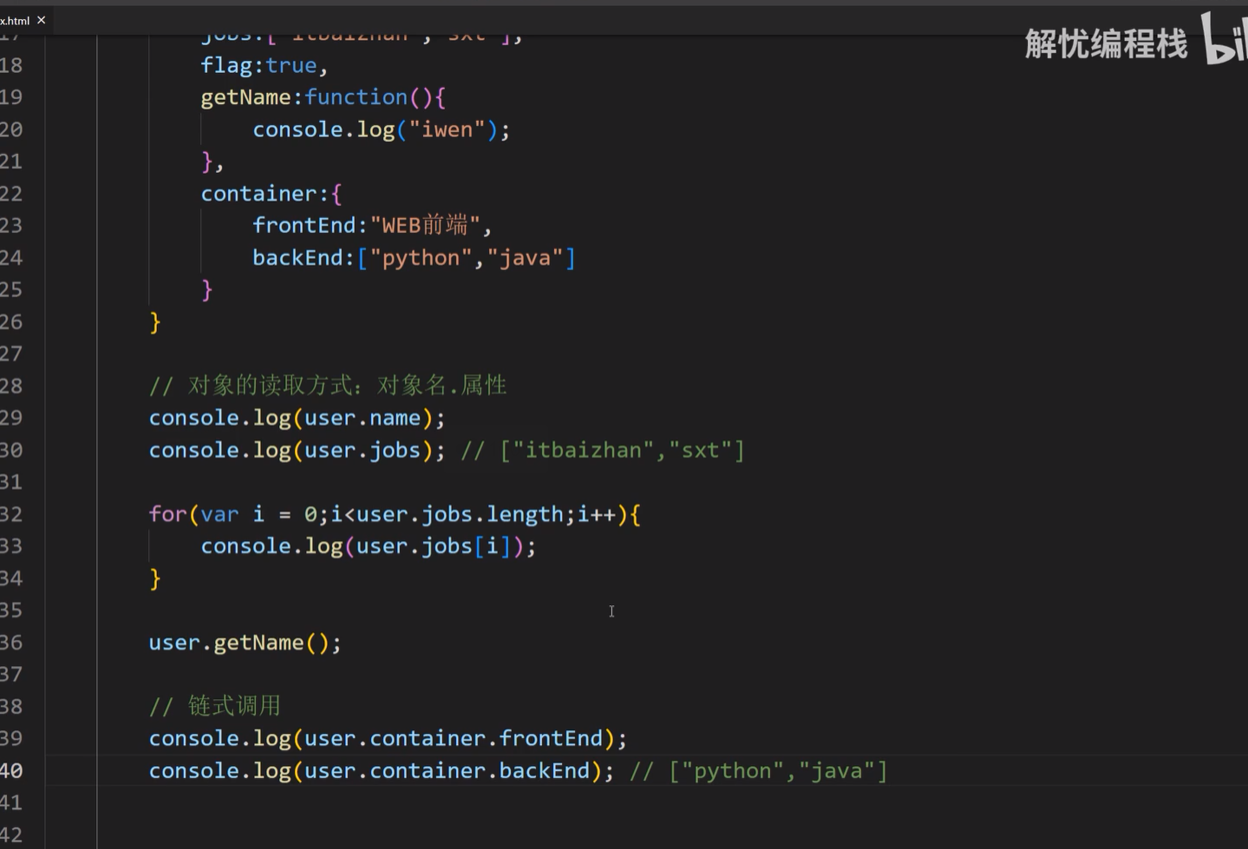 x.html ×
解忧编程栈 bil
17 jobs:["itbaizhan","sxt"],
18 flag:true,
19 getName:function(){
20 console.log("iwen");
21 },
22 container:{
23 frontEnd:"WEB前端",
24 backEnd:["python","java"]
25 }
26 }
27
28 // 对象的读取方式：对象名.属性
29 console.log(user.name);
30 console.log(user.jobs); // ["itbaizhan","sxt"]
31
32 for(var i = 0;i<user.jobs.length;i++){
33 console.log(user.jobs[i]);
34 }
35
36 user.getName();
37
38 // 链式调用
39 console.log(user.container.frontEnd);
40 console.log(user.container.backEnd); // ["python","java"]
41
42